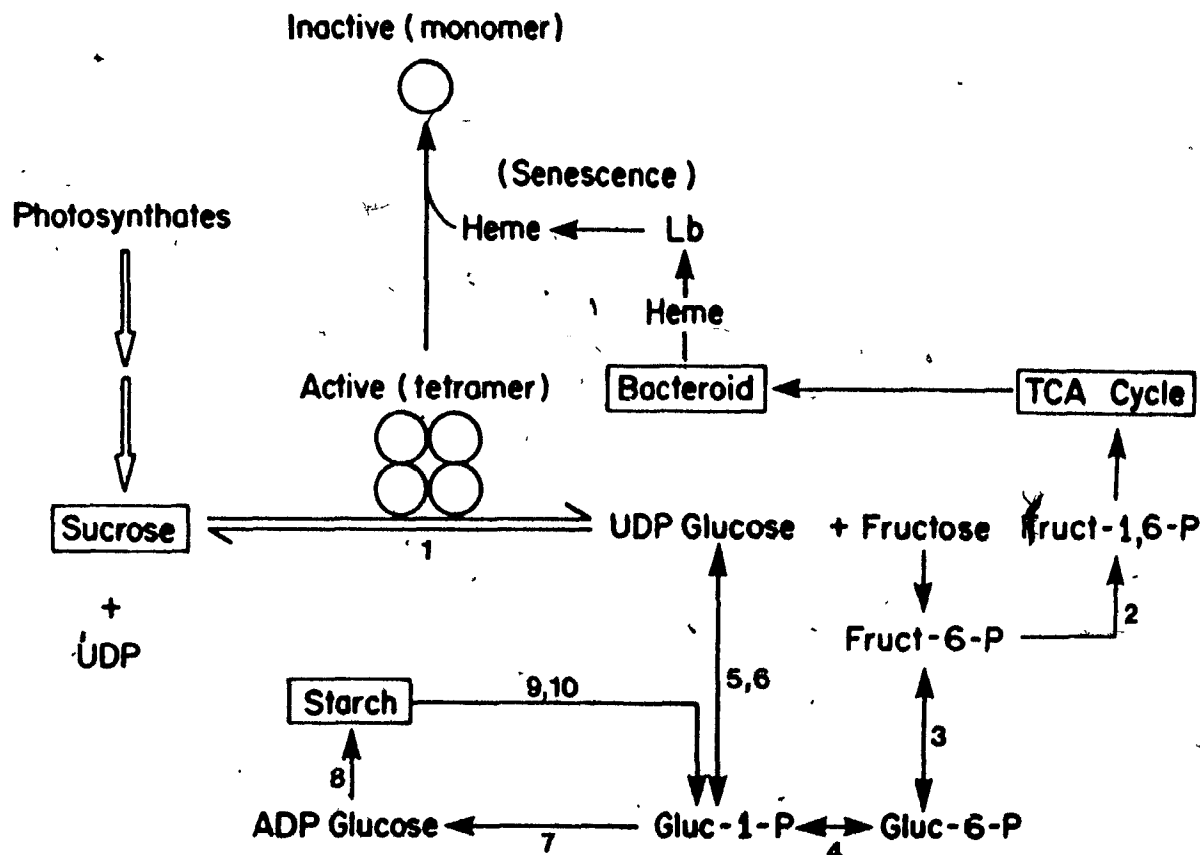 Inactive (monomer)
(Senescence)
Photosynthates
Heme
Lb
Heme
Active (tetramer)
Bacteroid
TCA Cycle
Sucrose
1
UDP Glucose + Fructose
Fruct-1,6-P
+
UDP
2
Fruct-6-P
Starch
9,10
5,6
3
8
ADP Glucose
7
Gluc-1-P
4
Gluc-6-P